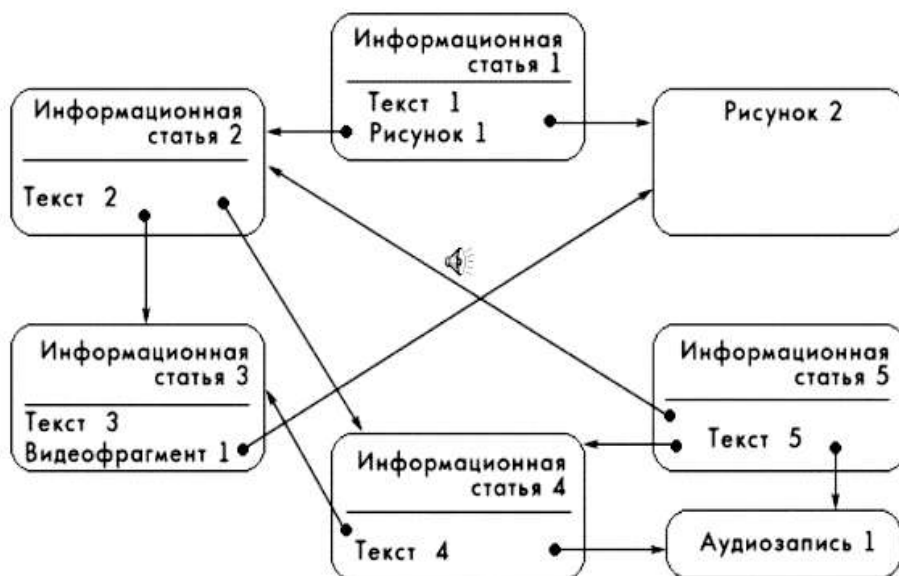 Информационная
статья 1
Текст 1
Рисунок 1
Информационная
статья 2
Текст 2
Рисунок 2
Информационная
статья 3
Текст 3
Видеофрагмент 1
Информационная
статья 4
Текст 4
Информационная
статья 5
Текст 5
Аудиозапись 1